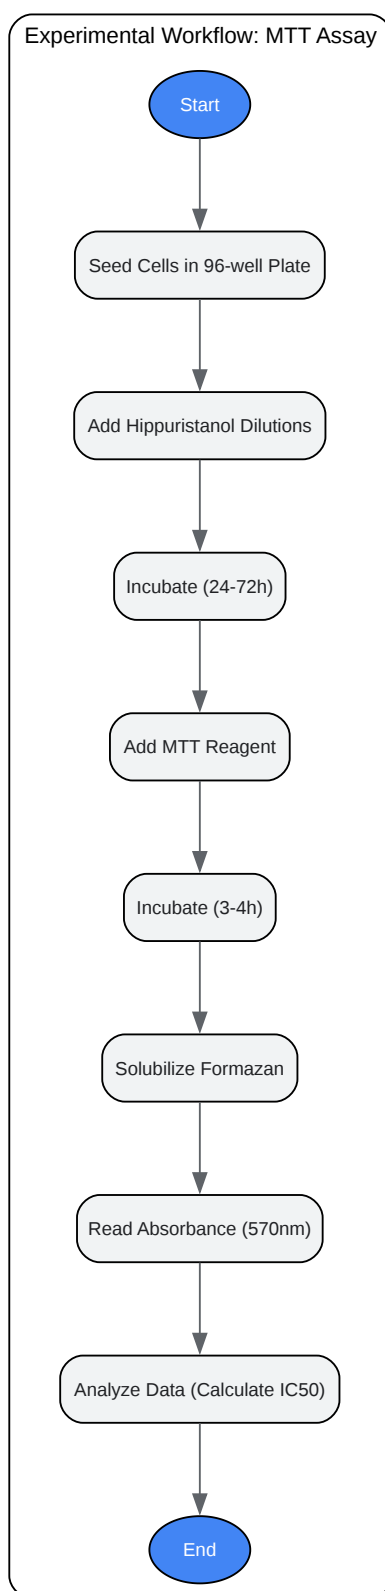 Experimental Workflow: MTT Assay
Start
Seed Cells in 96-well Plate
Add Hippuristanol Dilutions
Incubate (24-72h)
Add MTT Reagent
Incubate (3-4h)
Solubilize Formazan
Read Absorbance (570nm)
Analyze Data (Calculate IC50)
End